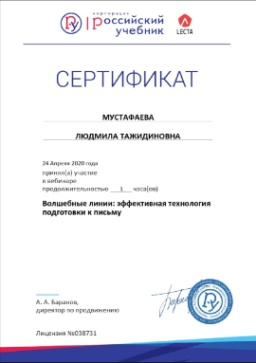 корпорация
российский
учебник
LECTA
СЕРТИФИКАТ
МУСТАФАЕВА
ЛЮДМИЛА ТАЖИДИНОВНА
24 Апреля 2020 года
принял(а) участие
в вебинаре
продолжительностью 1 часа(ов)
Волшебные линии: эффективная технология
подготовки к письму
А. А. Баранов,
директор по продвижению
Лицензия №038731